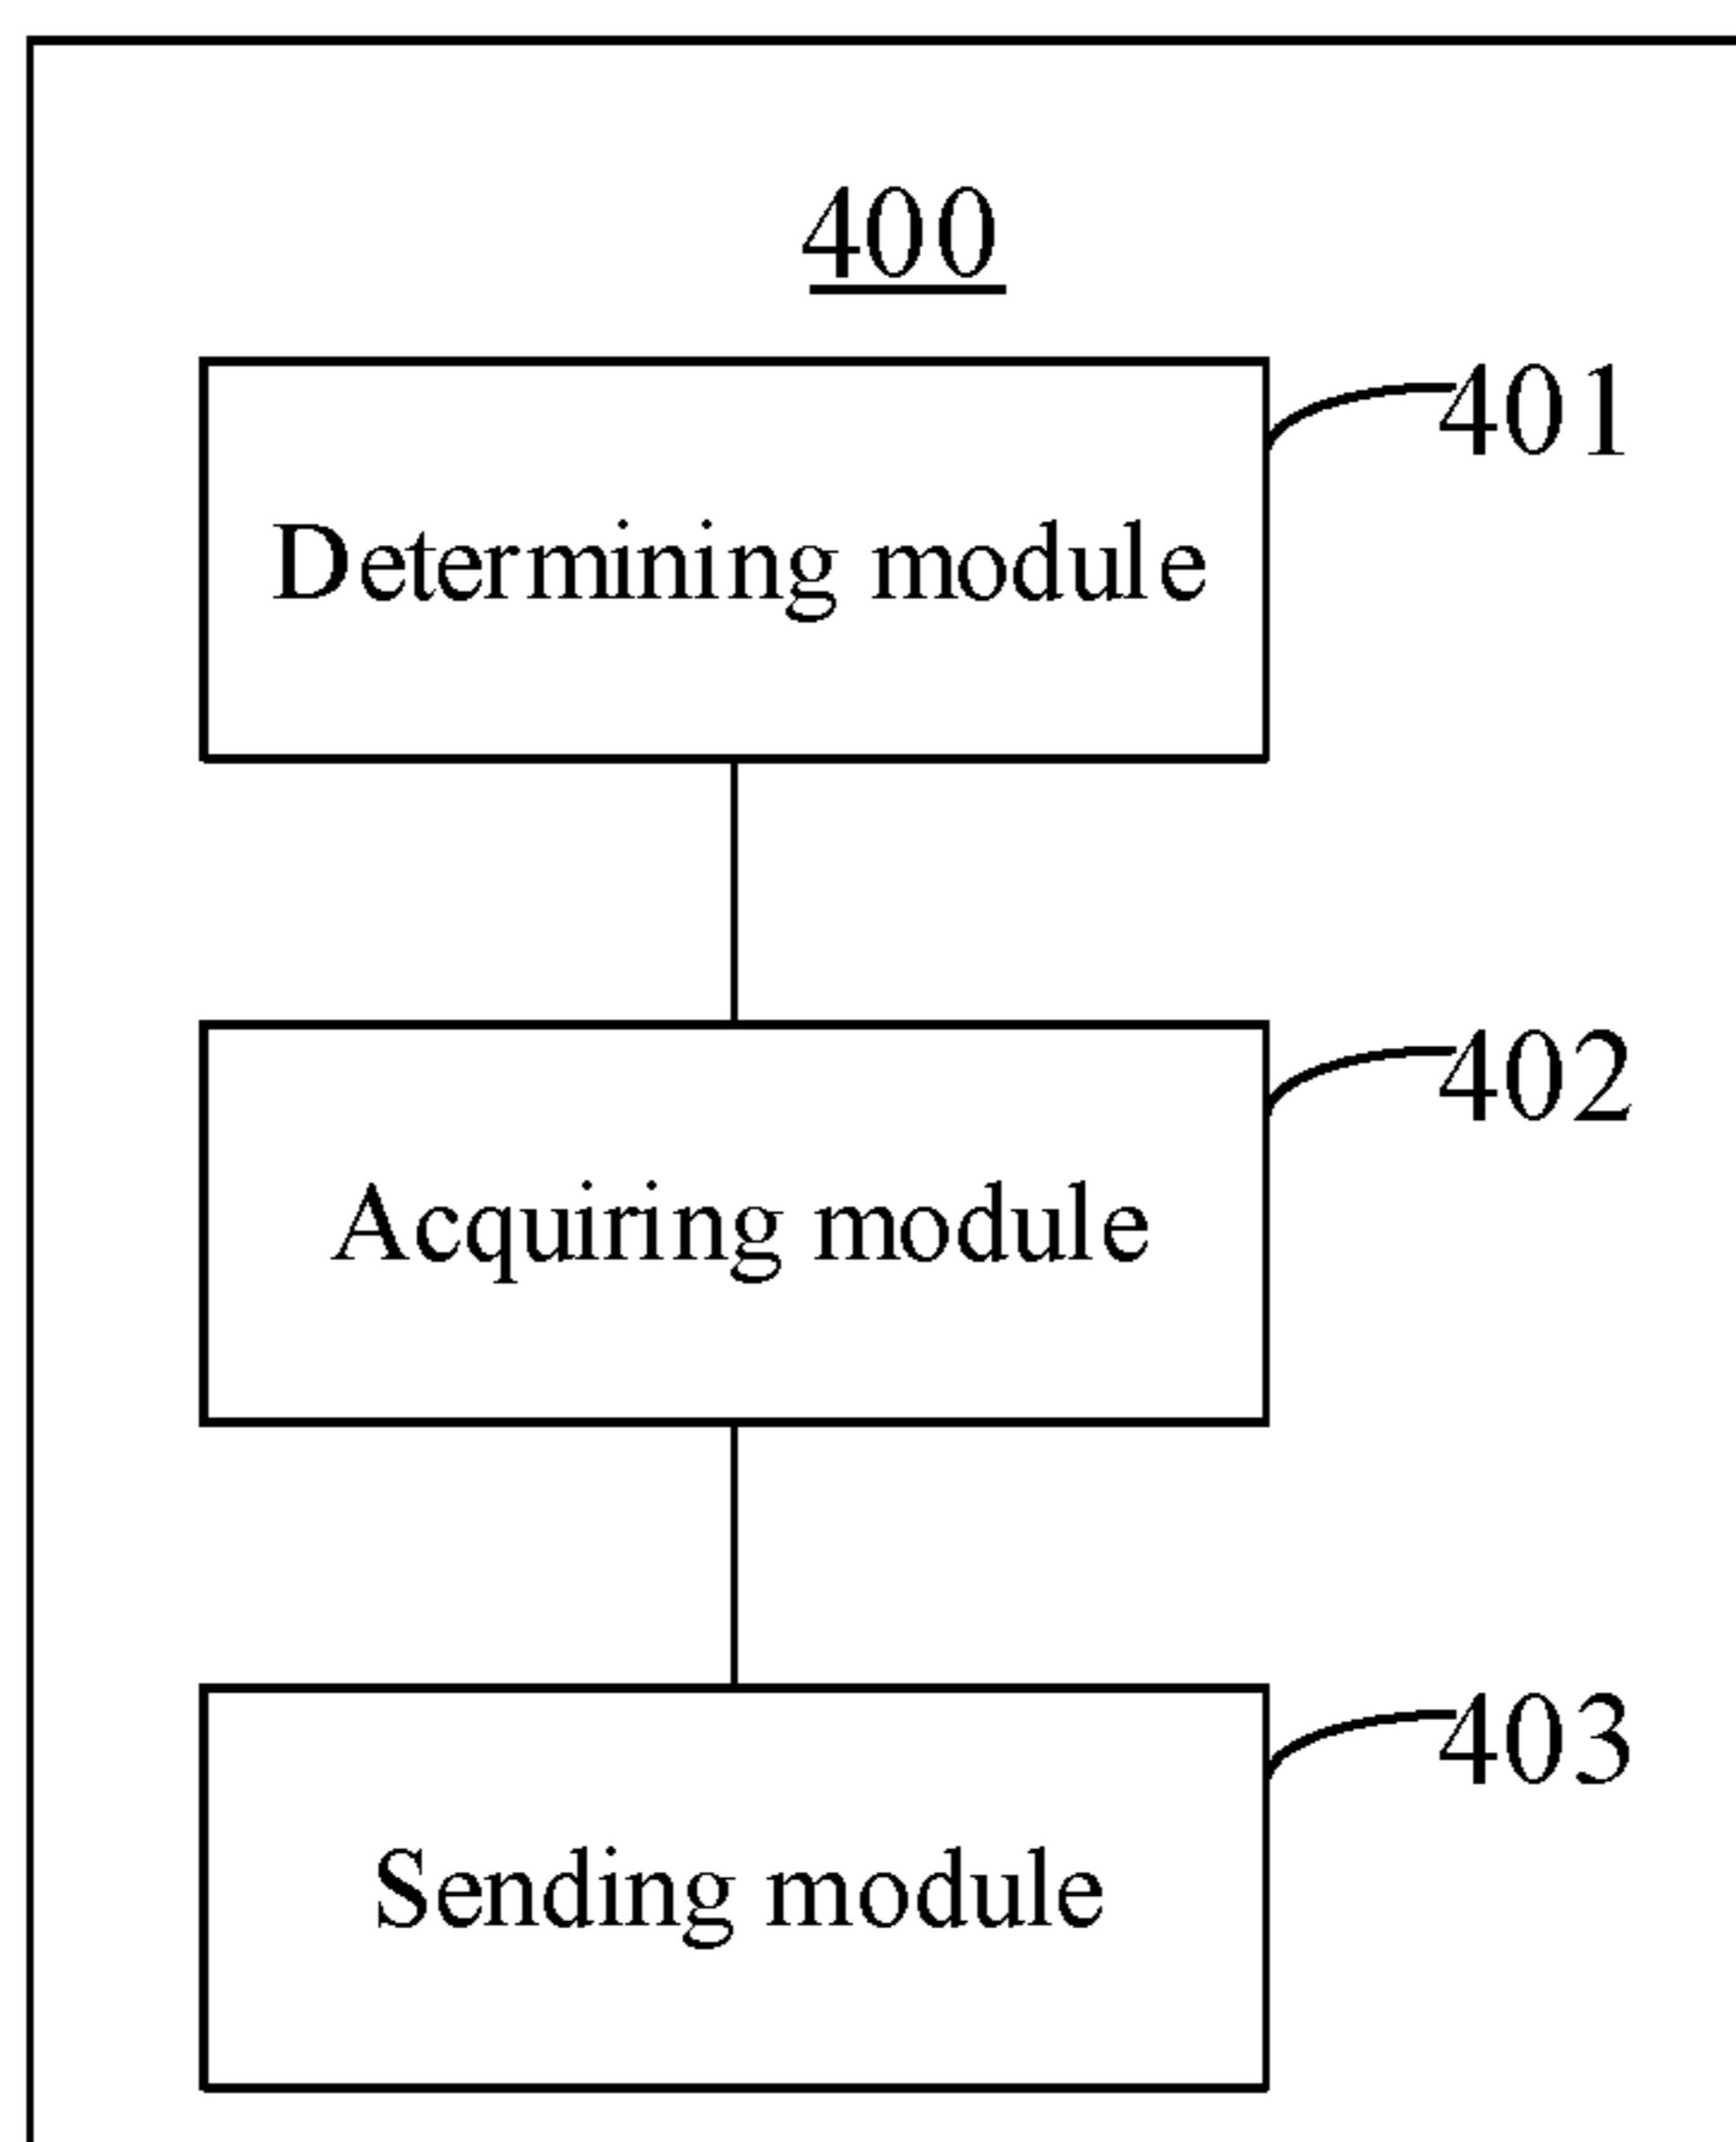 400
401
Determining module
402
Acquiring module
403
Sending module